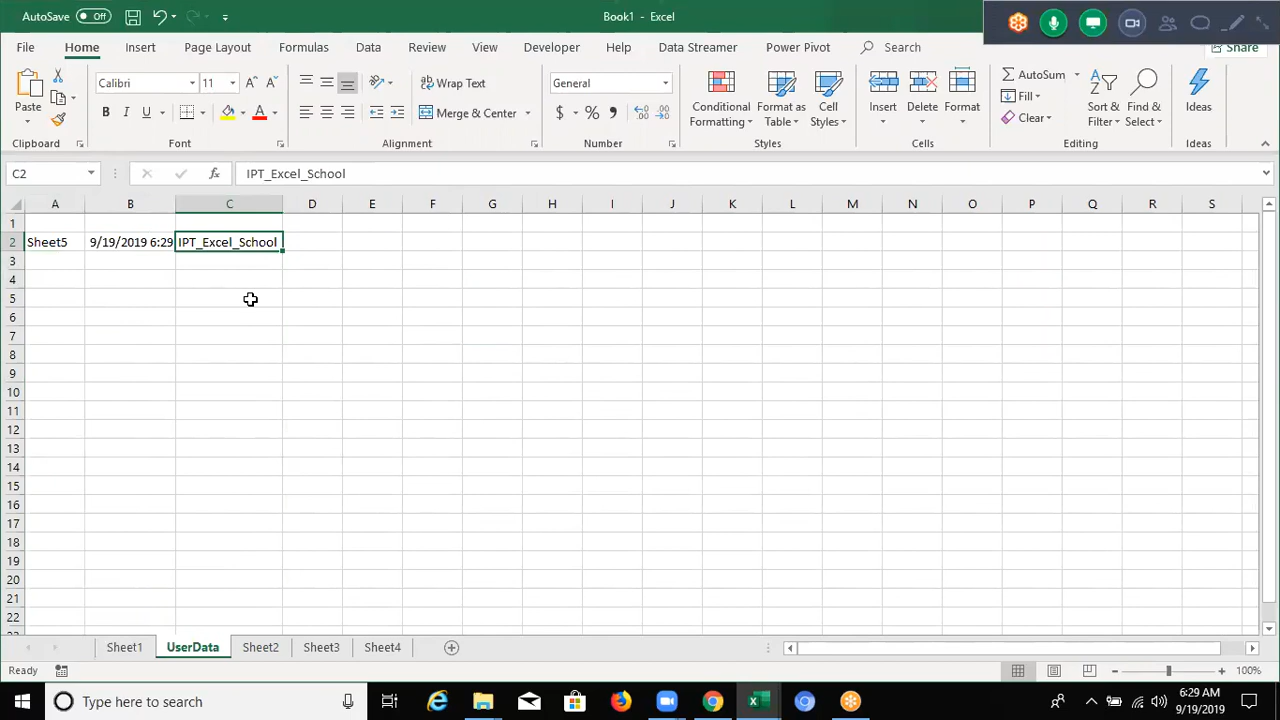 AutoSave Off Book1 - Excel
File Home Insert Page Layout Formulas Data Review View Developer Help Data Streamer Power Pivot Search Share
Calibri 11 Wrap Text General AutoSum
Fill
Merge & Center $ %
Clear
Paste Conditional Formatting Format as Table Cell Styles Insert Delete Format Sort & Filter Find & Select Ideas
Clipboard Font Alignment Number Styles Cells Editing Ideas
C2 fx IPT_Excel_School
A B C D E F G H I J K L M N O P Q R S
1
2 Sheet5 9/19/2019 6:29 IPT_Excel_School
3
4
5
6
7
8
9
10
11
12
13
14
15
16
17
18
19
20
21
22
Sheet1 UserData Sheet2 Sheet3 Sheet4
Ready 100%
Type here to search 6:29 AM
9/19/2019